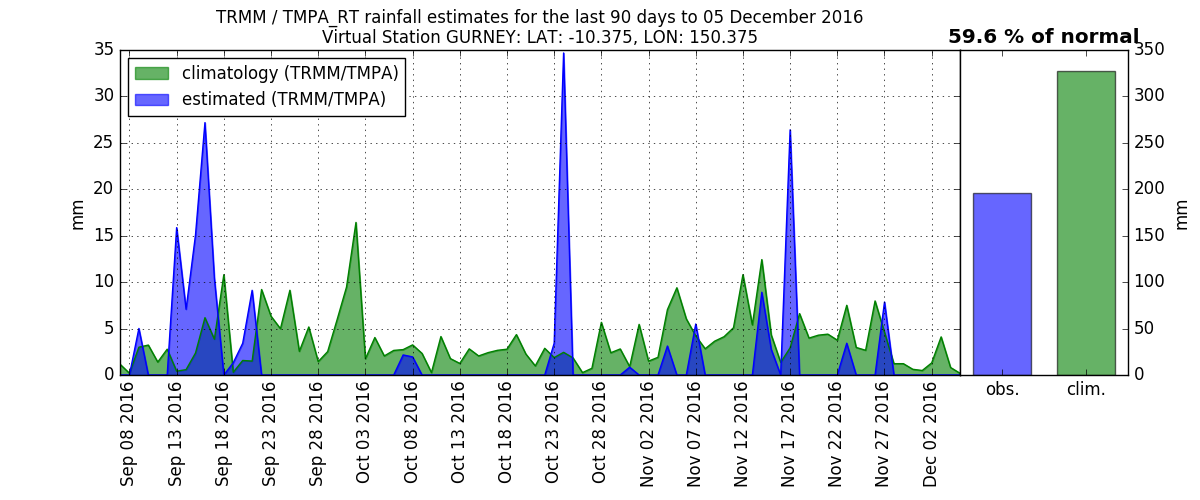 TRMM / TMPA_RT rainfall estimates for the last 90 days to 05 December 2016
Virtual Station GURNEY: LAT: -10.375, LON: 150.375
59.6 % of normal
climatology (TRMM/TMPA)
estimated (TRMM/TMPA)
35
30
25
20
15
10
5
0
mm
350
300
250
200
150
100
50
0
mm
obs.
clim.
Sep 08 2016
Sep 13 2016
Sep 18 2016
Sep 23 2016
Sep 28 2016
Oct 03 2016
Oct 08 2016
Oct 13 2016
Oct 18 2016
Oct 23 2016
Oct 28 2016
Nov 02 2016
Nov 07 2016
Nov 12 2016
Nov 17 2016
Nov 22 2016
Nov 27 2016
Dec 02 2016